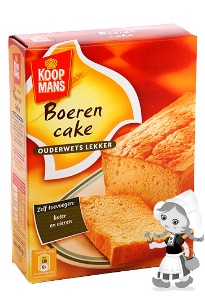 KOOP
MANS
Boeren
cake
OUDERWETS LEKKER
Zelf toevoegen:
boter
en eieren